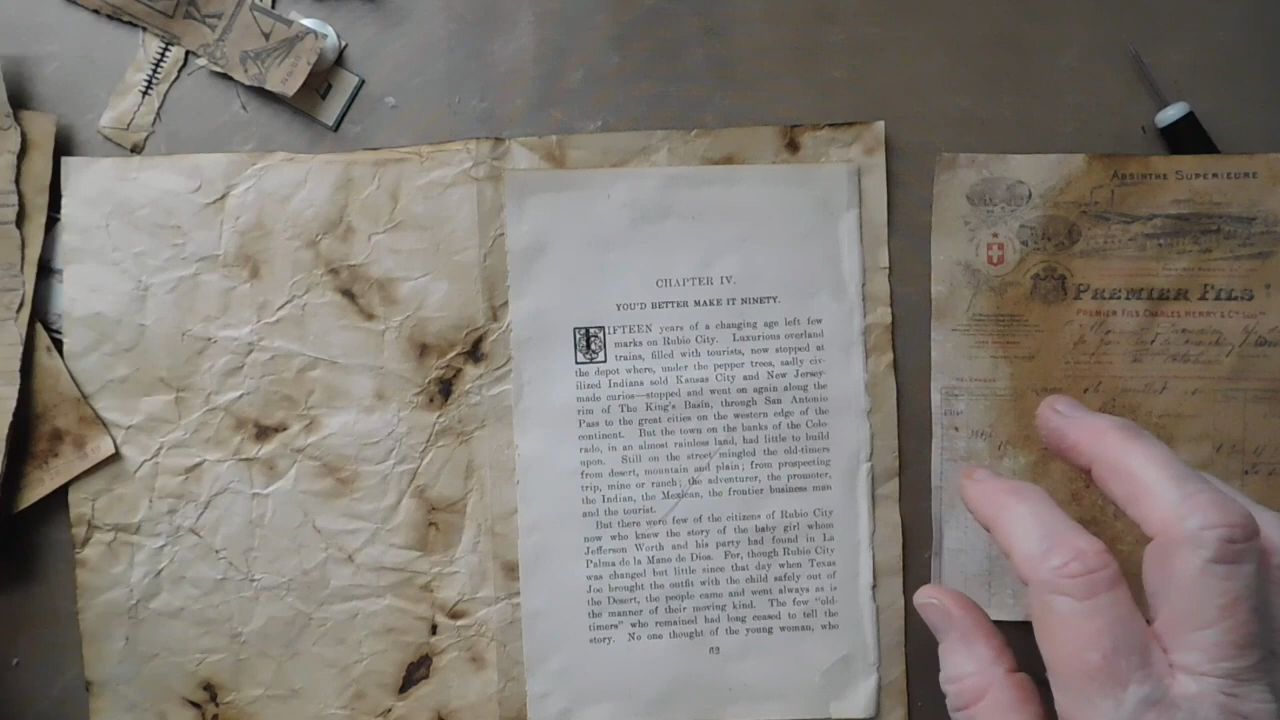 CHAPTER IV.
YOU'D BETTER MAKE IT NINETY.
FIFTEEN years of a changing age left few
marks on Rubio City. Luxurious overland
trains, filled with tourists, now stopped at
the depot where, under the pepper trees, sadly civ-
ilized Indians sold Kansas City and New Jersey-
made curios—stopped and went on again along the
rim of The King's Basin, through San Antonio
Pass to the great cities on the western edge of the
continent. But the town on the banks of the Colo-
rado, in an almost rainless land, had little to build
upon. Still on the street mingled the old-timers
from desert, mountain and plain; from prospecting
trip, mine or ranch; the adventurer, the promoter,
the Indian, the Mexican, the frontier business man
and the tourist.
But there were few of the citizens of Rubio City
now who knew the story of the baby girl whom
Jefferson Worth and his party had found in La
Palma de la Mano de Dios. For, though Rubio City
was changed but little since that day when Texas
Joe brought the outfit with the child safely out of
the Desert, the people came and went always as is
the manner of their moving kind. The few "old-
timers" who remained had long ceased to tell the
story. No one thought of the young woman, who
62
ABSINTHE SUPERIEURE
PREMIER FILS
PREMIER FILS, CHARLES HENRY & Cie